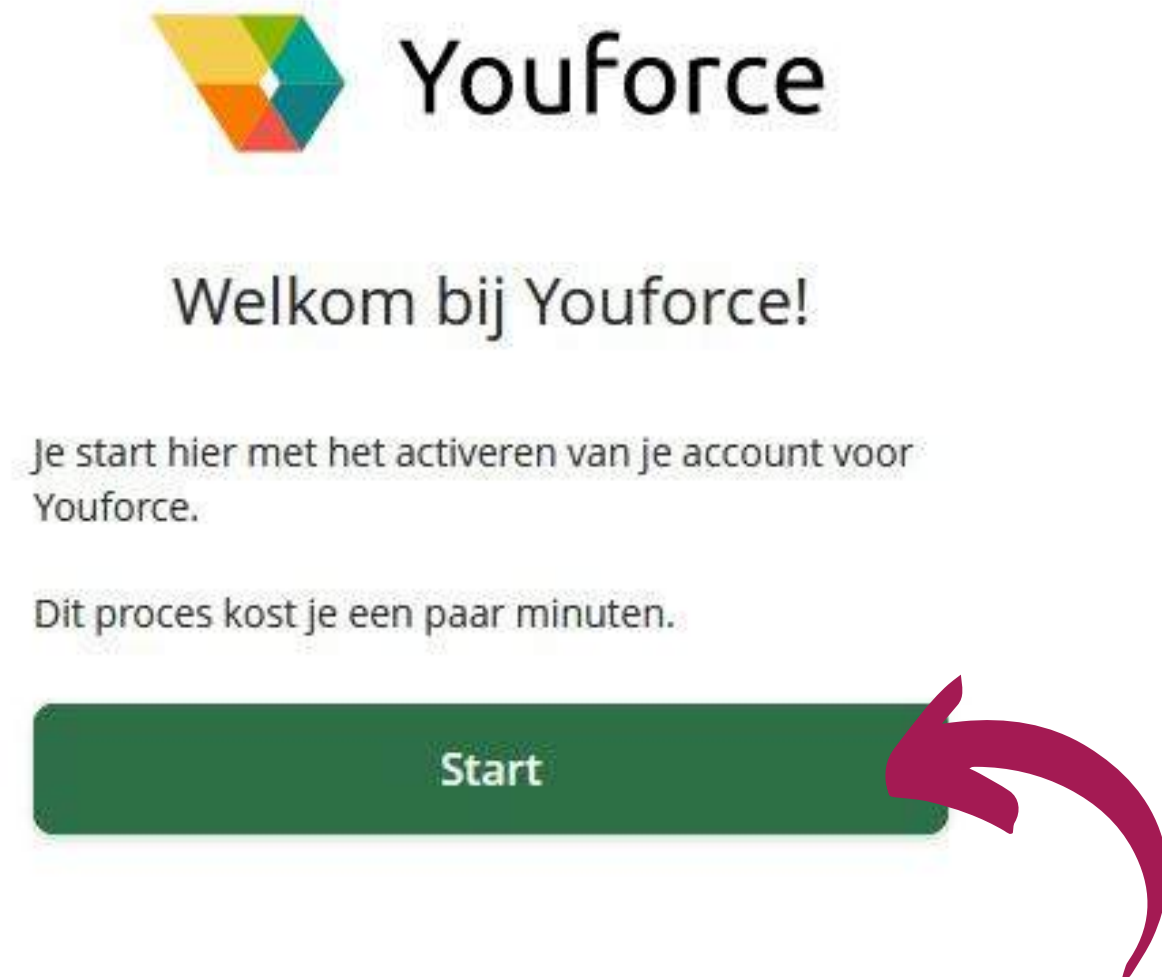 Youforce
Welkom bij Youforce!
Je start hier met het activeren van je account voor
Youforce.
Dit proces kost je een paar minuten.
Start